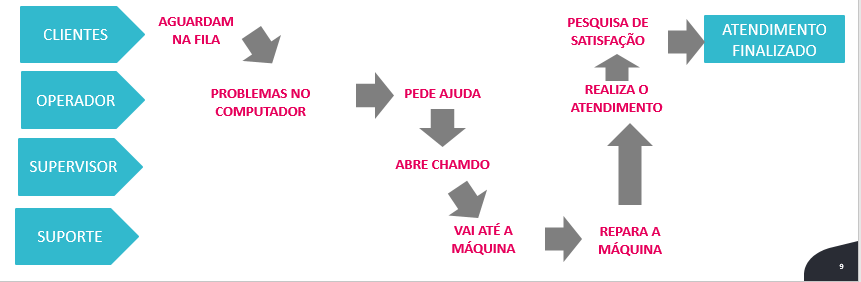 CLIENTES
AGUARDAM
NA FILA
PESQUISA DE
SATISFAÇÃO
ATENDIMENTO
FINALIZADO
OPERADOR
PROBLEMAS NO
COMPUTADOR
PEDE AJUDA
REALIZA O
ATENDIMENTO
SUPERVISOR
ABRE CHAMDO
SUPORTE
VAI ATÉ A
MÁQUINA
REPARA A
MÁQUINA
9